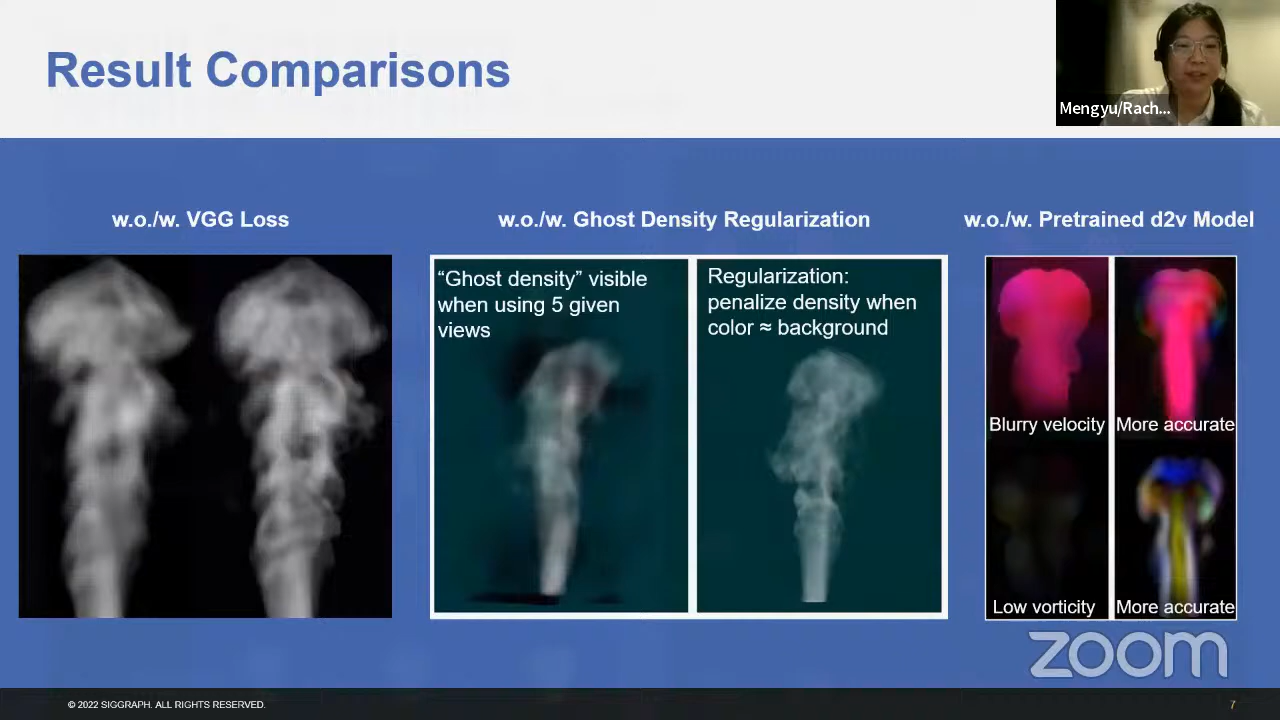 Result Comparisons
Mengyu/Rach...
w.o./w. VGG Loss
w.o./w. Ghost Density Regularization
w.o./w. Pretrained d2v Model
“Ghost density” visible
when using 5 given
views
Regularization:
penalize density when
color ≈ background
Blurry velocity
More accurate
Low vorticity
More accurate
zoom
© 2022 SIGGRAPH. ALL RIGHTS RESERVED.
7